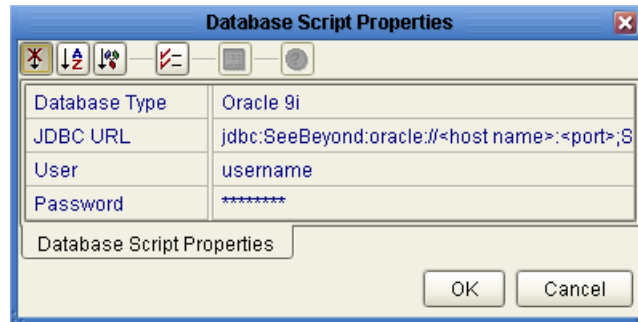 Database Script Properties
Database Type Oracle 9i
JDBC URL jdbc:SeeBeyond:oracle://<host name>:<port>;S
User username
Password ********
Database Script Properties
OK Cancel